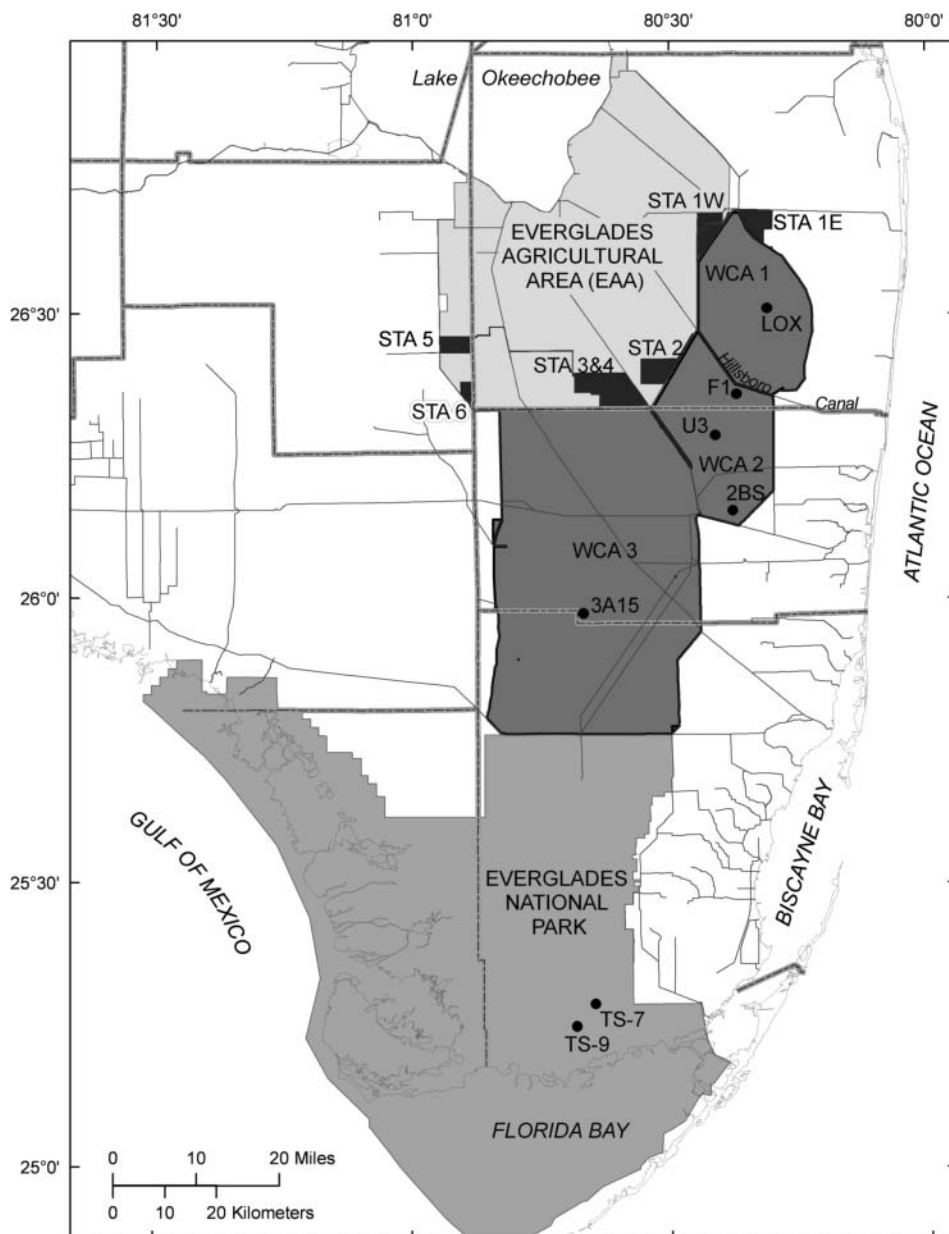 81°30'
81°0'
80°30'
80°0'
Lake Okeechobee
STA 1W
STA 1E
EVERGLADES
AGRICULTURAL
AREA (EAA)
WCA 1
26°30'
LOX
STA 5
STA 2
STA 3&4
Hillsboro
F1
STA 6
Canal
U3
WCA 2
2BS
ATLANTIC OCEAN
WCA 3
26°0'
3A15
GULF OF MEXICO
BISCAYNE BAY
25°30'
EVERGLADES
NATIONAL
PARK
TS-7
TS-9
FLORIDA BAY
25°0'
0 10 20 Miles
0 10 20 Kilometers